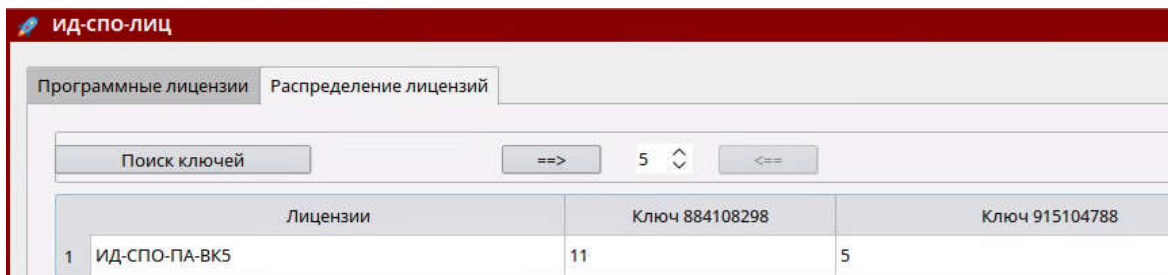 ИД-СПО-ЛИЦ
Программные лицензии Распределение лицензий
Поиск ключей ==> 5 <==
Лицензии Ключ 884108298 Ключ 915104788
1 ИД-СПО-ПА-ВК5 11 5